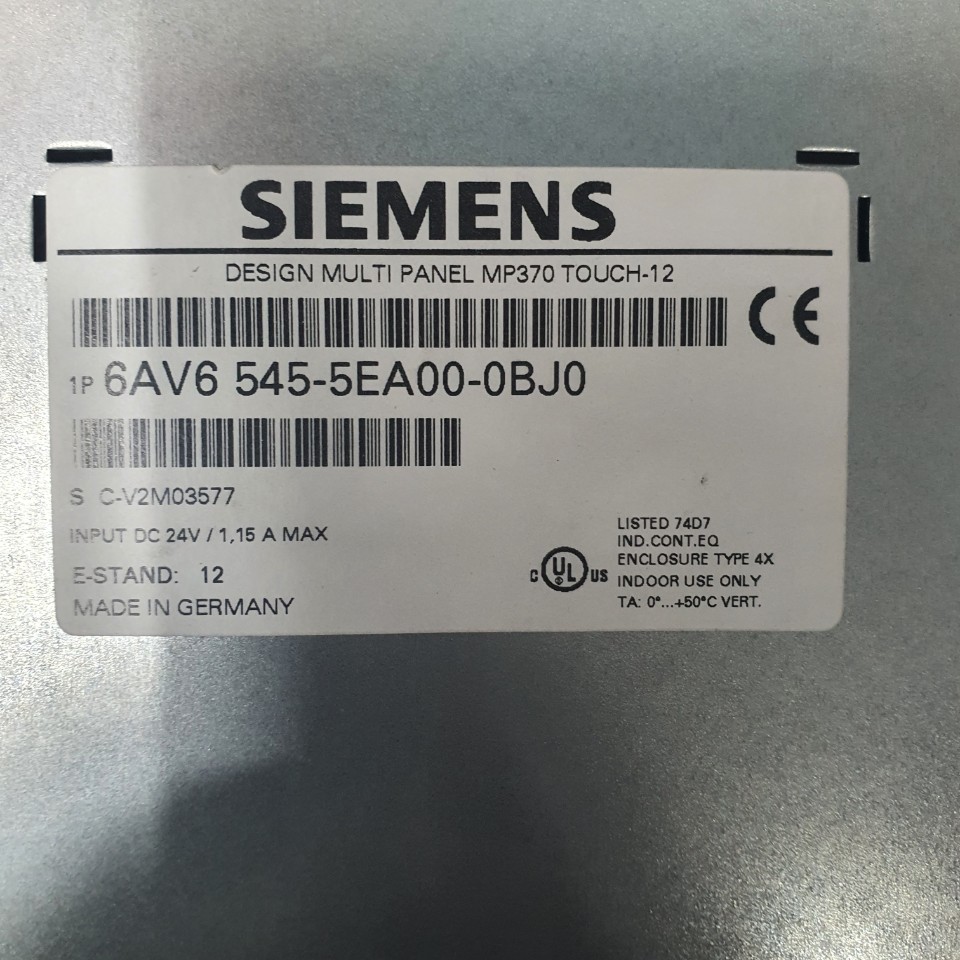 SIEMENS
DESIGN MULTI PANEL MP370 TOUCH-12
CE
1P 6AV6 545-5EA00-0BJ0
S C-V2M03577
INPUT DC 24V / 1,15 A MAX
E-STAND: 12
MADE IN GERMANY
C UL US
LISTED 74D7
IND.CONT.EQ
ENCLOSURE TYPE 4X
INDOOR USE ONLY
TA: 0°...+50°C VERT.